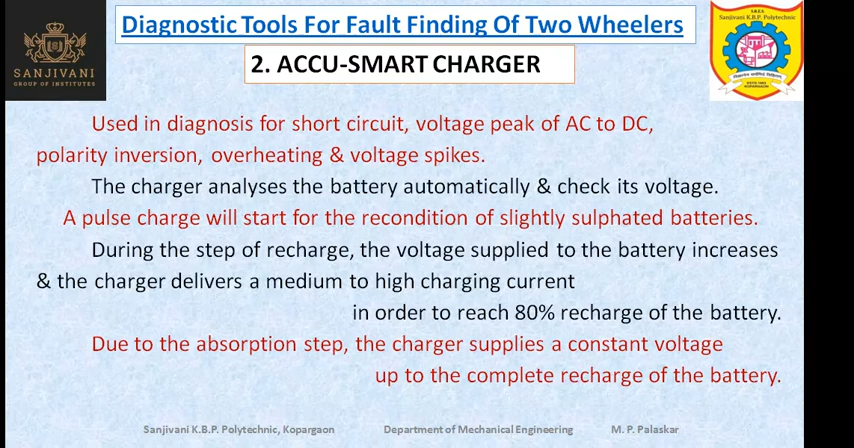 Diagnostic Tools For Fault Finding Of Two Wheelers
SANJIVANI
GROUP OF INSTITUTES
S.R.E.S.
Sanjivani K.B.P. Polytechnic
2. ACCU-SMART CHARGER
Used in diagnosis for short circuit, voltage peak of AC to DC,
polarity inversion, overheating & voltage spikes.
The charger analyses the battery automatically & check its voltage.
A pulse charge will start for the recondition of slightly sulphated batteries.
During the step of recharge, the voltage supplied to the battery increases
& the charger delivers a medium to high charging current
in order to reach 80% recharge of the battery.
Due to the absorption step, the charger supplies a constant voltage
up to the complete recharge of the battery.
Sanjivani K.B.P. Polytechnic, Kopargaon Department of Mechanical Engineering M. P. Palaskar